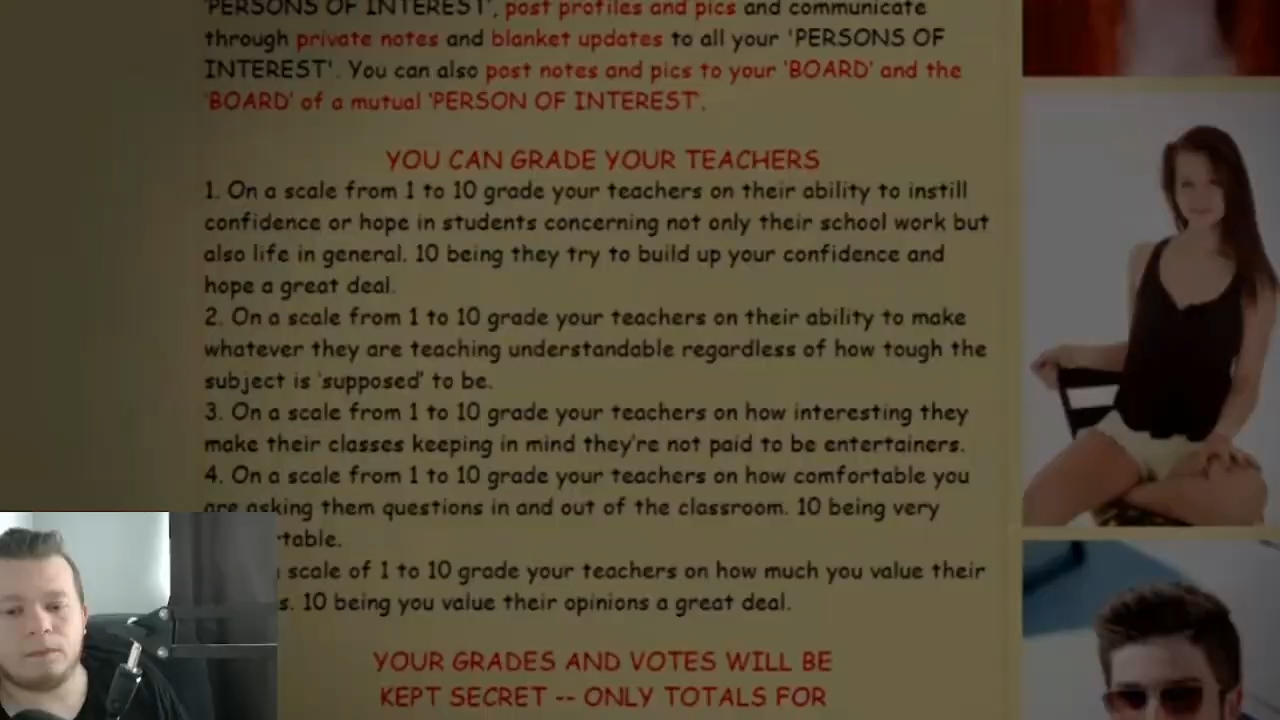 'PERSONS OF INTEREST', post profiles and pics and communicate
through private notes and blanket updates to all your 'PERSONS OF
INTEREST'. You can also post notes and pics to your 'BOARD' and the
'BOARD' of a mutual 'PERSON OF INTEREST'.
YOU CAN GRADE YOUR TEACHERS
1. On a scale from 1 to 10 grade your teachers on their ability to instill
confidence or hope in students concerning not only their school work but
also life in general. 10 being they try to build up your confidence and
hope a great deal.
2. On a scale from 1 to 10 grade your teachers on their ability to make
whatever they are teaching understandable regardless of how tough the
subject is 'supposed' to be.
3. On a scale from 1 to 10 grade your teachers on how interesting they
make their classes keeping in mind they're not paid to be entertainers.
4. On a scale from 1 to 10 grade your teachers on how comfortable you
are asking them questions in and out of the classroom. 10 being very
rtable.
scale of 1 to 10 grade your teachers on how much you value their
s. 10 being you value their opinions a great deal.
YOUR GRADES AND VOTES WILL BE
KEPT SECRET -- ONLY TOTALS FOR